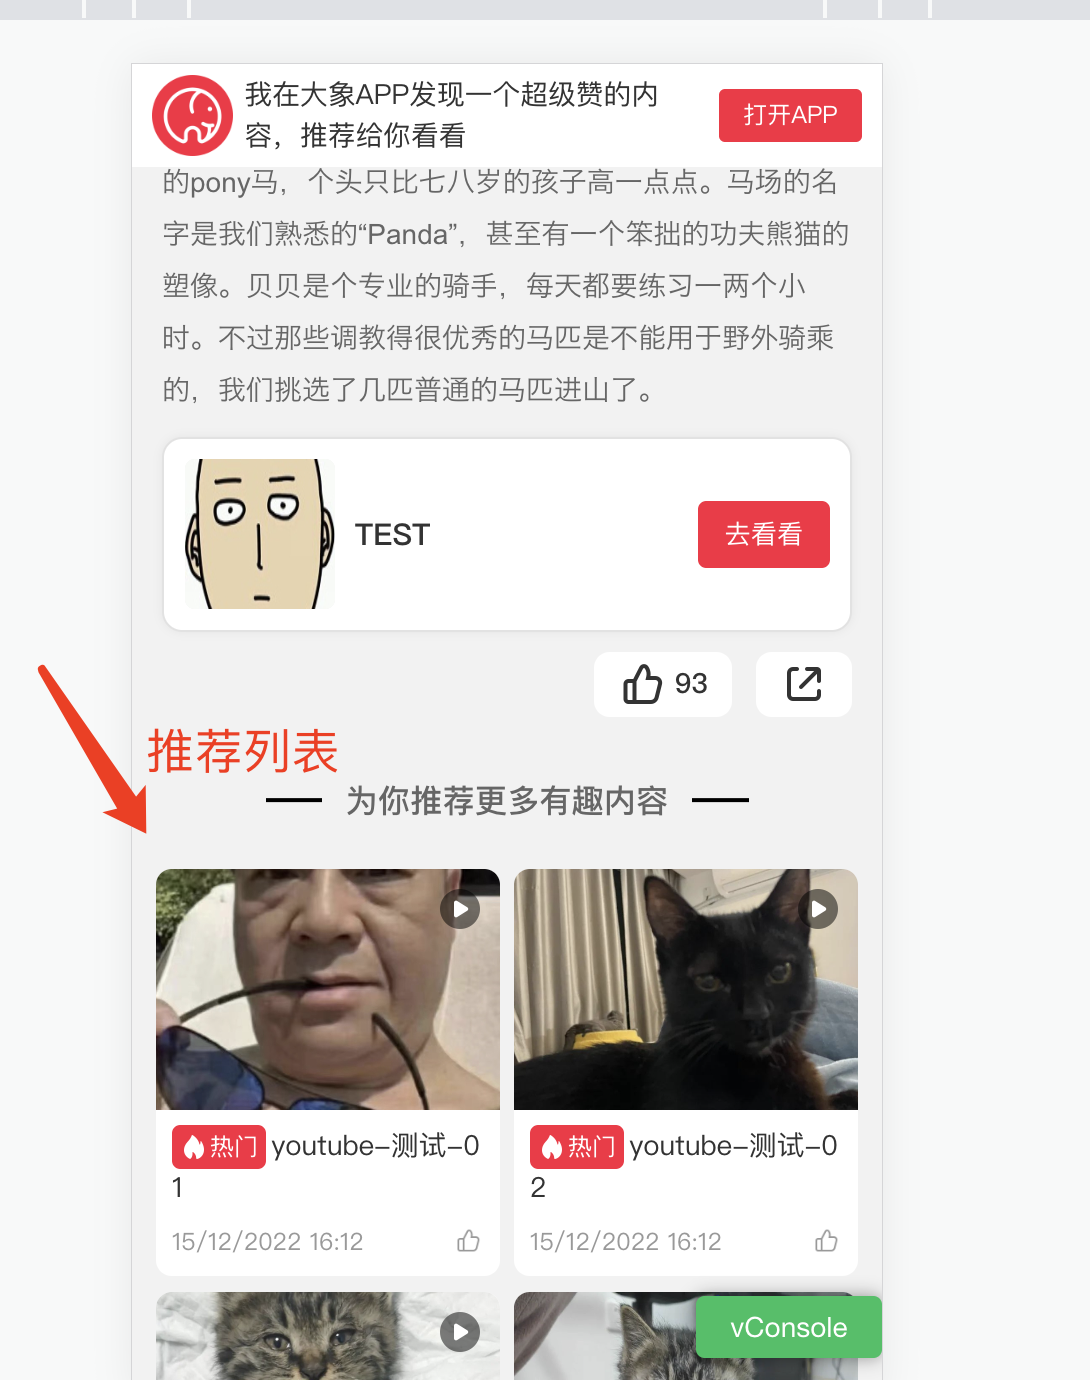 我在大象APP发现一个超级赞的内
容，推荐给你看看
打开APP
的pony马，个头只比七八岁的孩子高一点点。马场的名
字是我们熟悉的“Panda”，甚至有一个笨拙的功夫熊猫的
塑像。贝贝是个专业的骑手，每天都要练习一两个小
时。不过那些调教得很优秀的马匹是不能用于野外骑乘
的，我们挑选了几匹普通的马匹进山了。
TEST
去看看
93
推荐列表
为你推荐更多有趣内容
热门 youtube-测试-0
1
15/12/2022 16:12
热门 youtube-测试-0
2
15/12/2022 16:12
vConsole